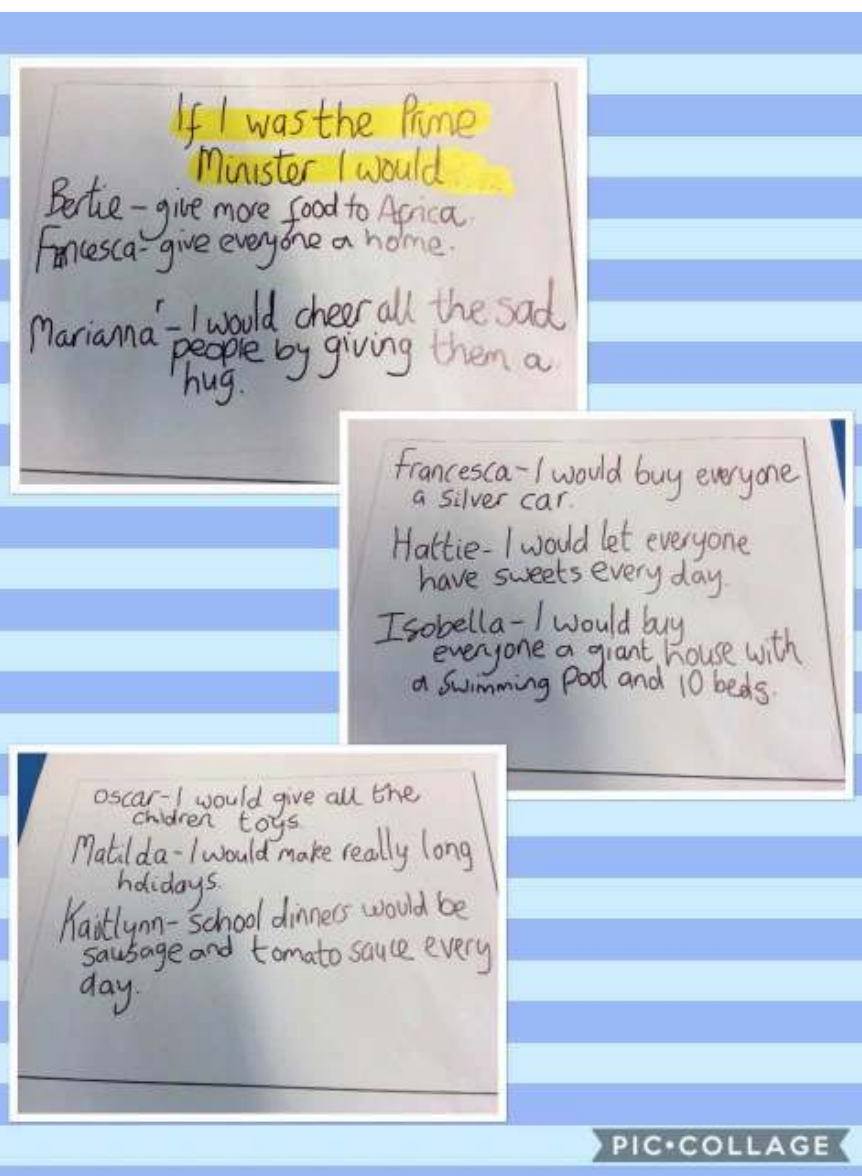 If I was the Prime
Minister I would.....
Bertie - give more food to Africa.
Francesca - give everyone a home.
Marianna - I would cheer all the sad
people by giving them a
hug.
Francesca - I would buy everyone
a silver car.
Hattie - I would let everyone
have sweets every day.
Isobella - I would buy
everyone a giant house with
a swimming pool and 10 beds.
Oscar - I would give all the
children toys.
Matilda - I would make really long
holidays.
Kaitlynn - School dinners would be
sausage and tomato sauce every
day.
PIC•COLLAGE